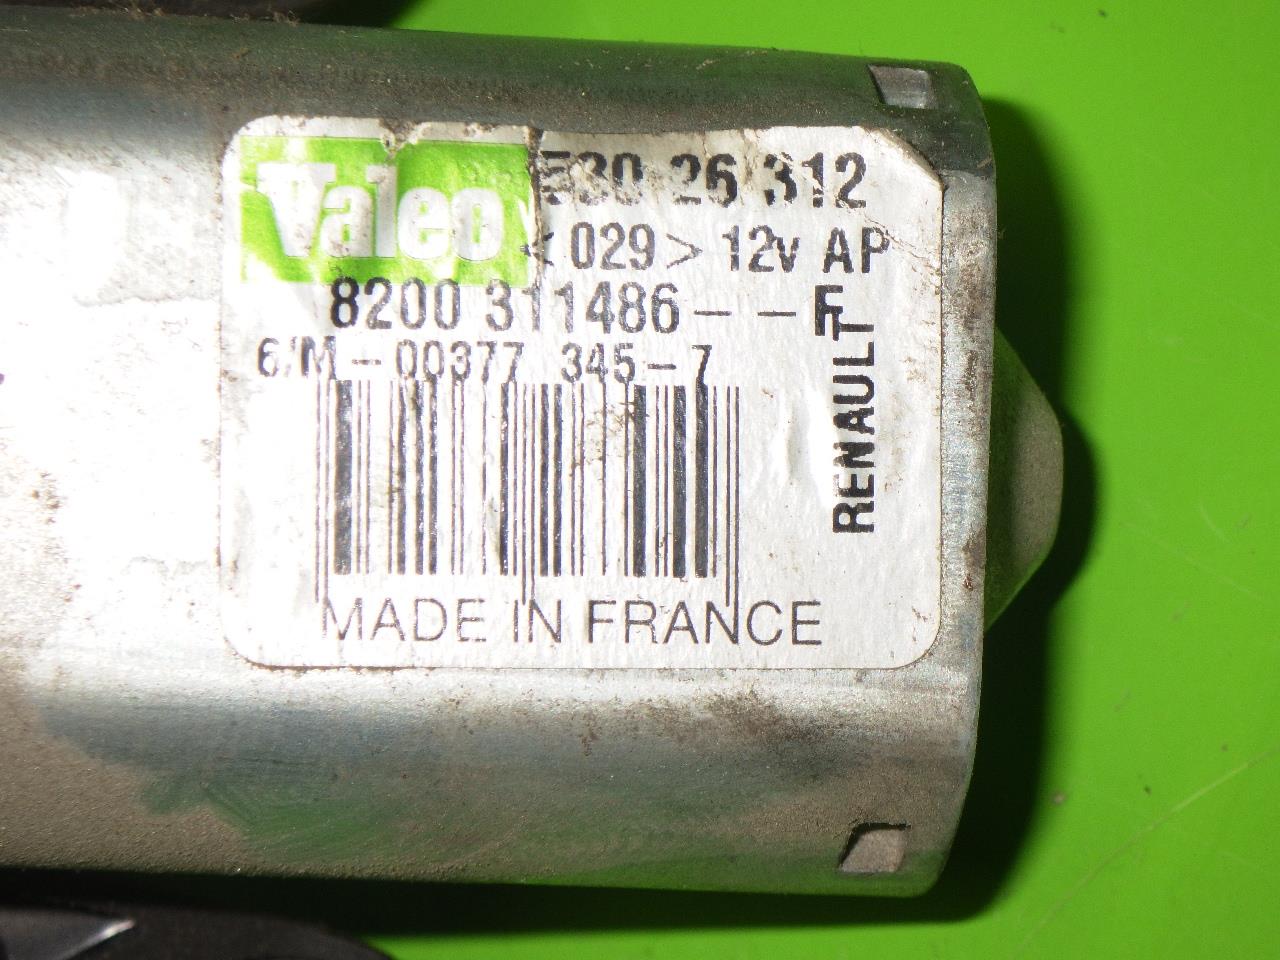 Valeo
530 26 312
<029> 12v AP
8200 311486 -- F
6/M-00377 345-7
RENAULT
MADE IN FRANCE